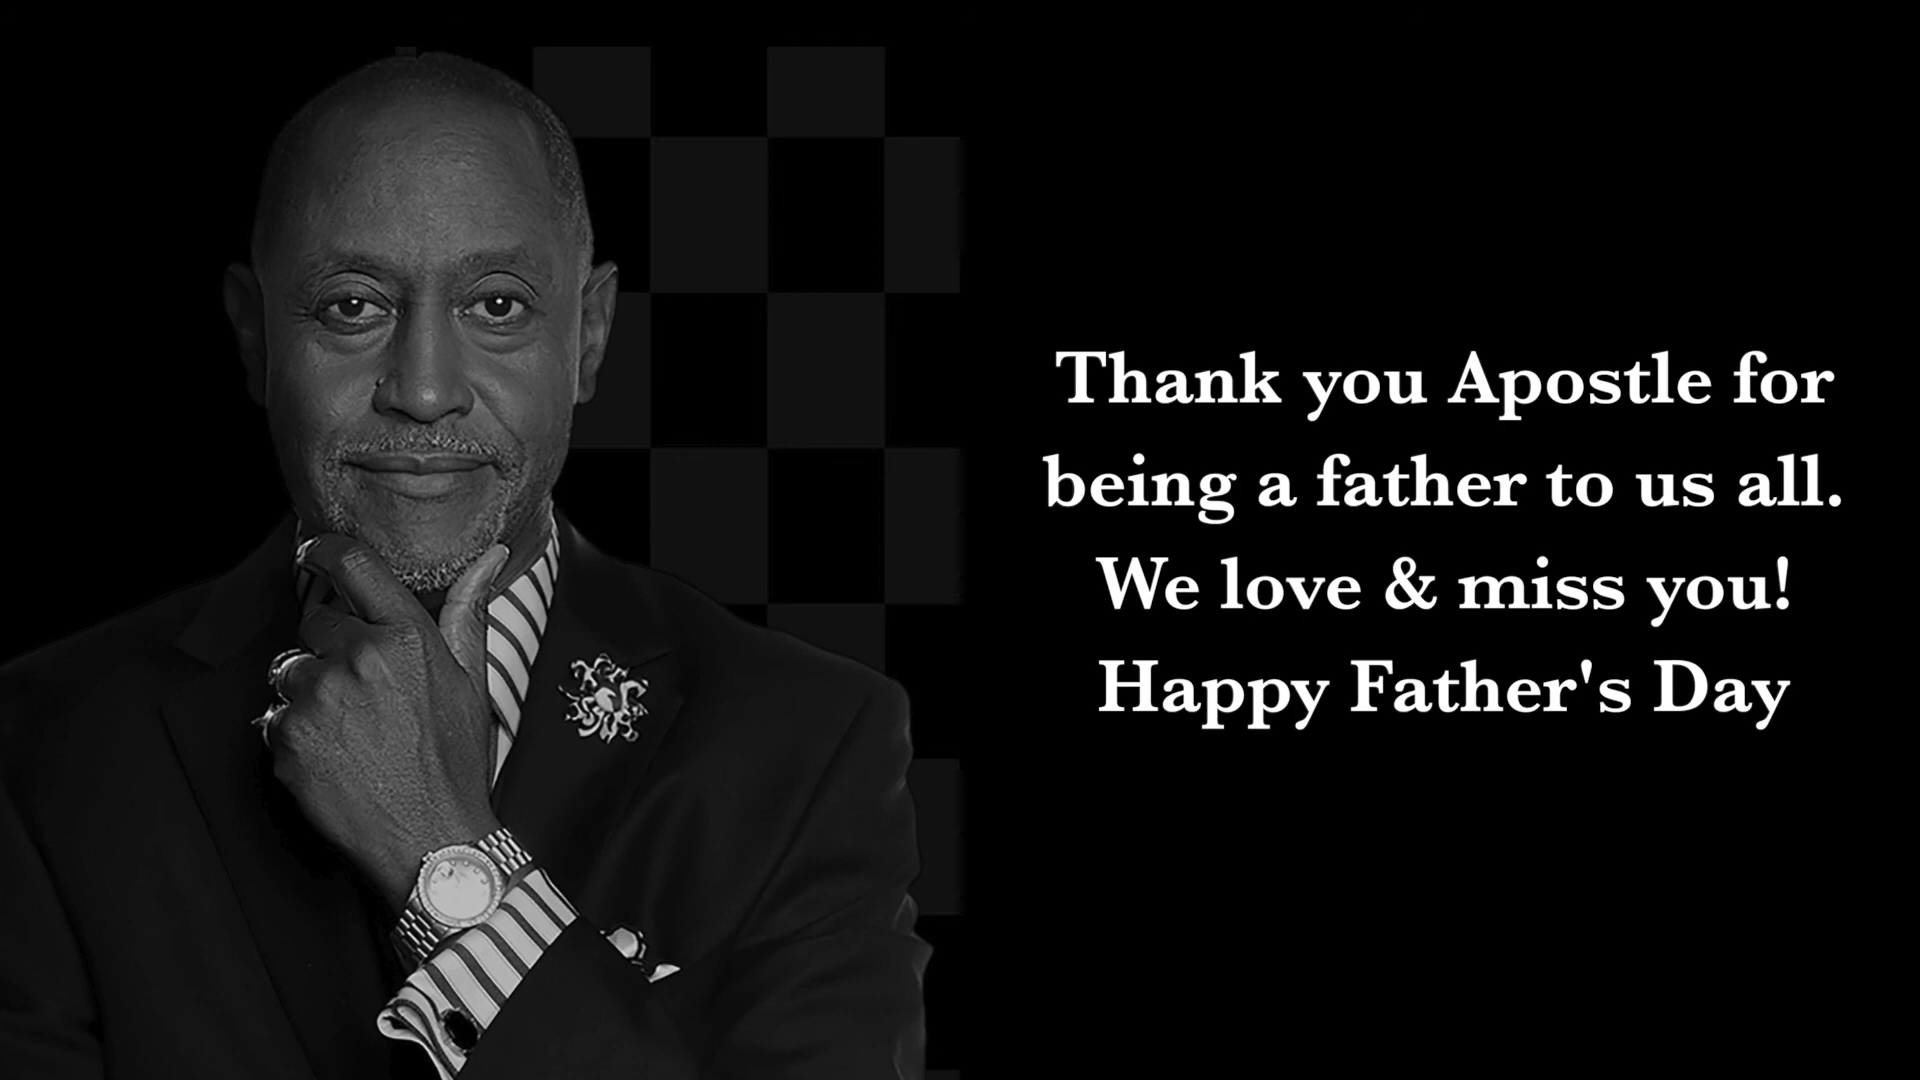 Thank you Apostle for
being a father to us all.
We love & miss you!
Happy Father's Day